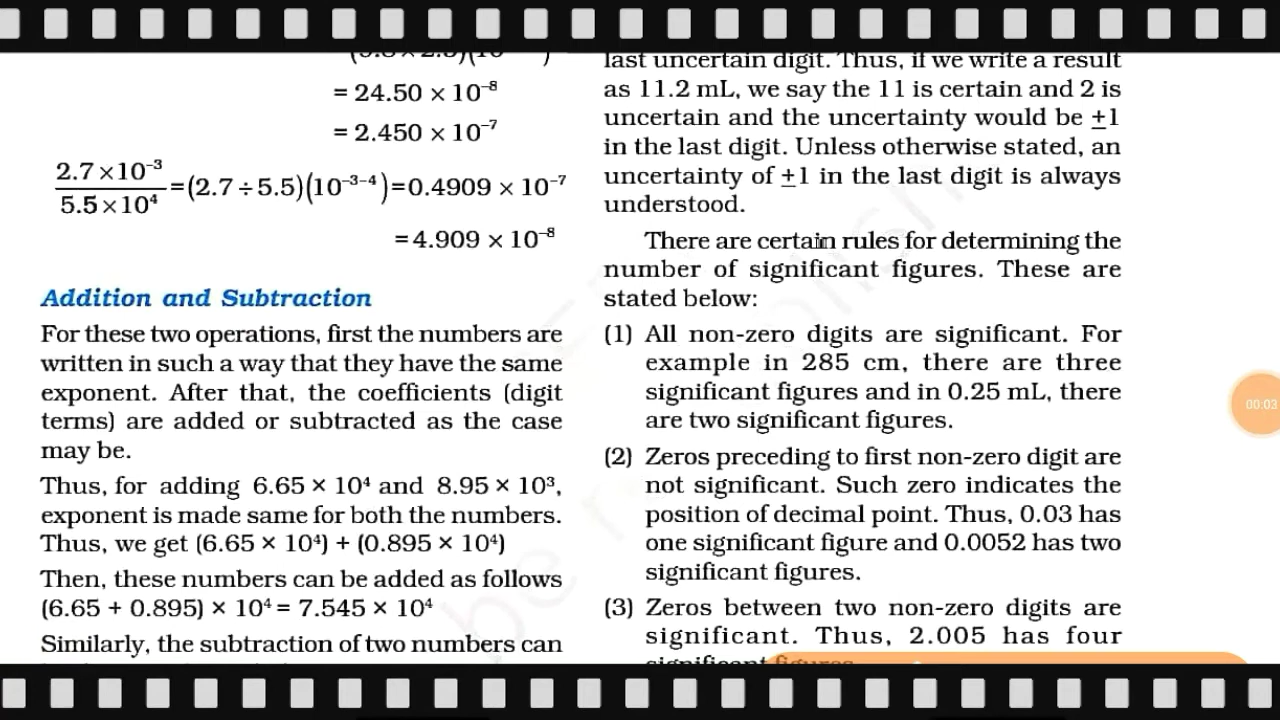 = 24.50 × 10⁻⁸
= 2.450 × 10⁻⁷
2.7 × 10⁻³
5.5 × 10⁴
= (2.7 ÷ 5.5)(10⁻³⁻⁴) = 0.4909 × 10⁻⁷
= 4.909 × 10⁻⁸
Addition and Subtraction
For these two operations, first the numbers are
written in such a way that they have the same
exponent. After that, the coefficients (digit
terms) are added or subtracted as the case
may be.
Thus, for adding 6.65 × 10⁴ and 8.95 × 10³,
exponent is made same for both the numbers.
Thus, we get (6.65 × 10⁴) + (0.895 × 10⁴)
Then, these numbers can be added as follows
(6.65 + 0.895) × 10⁴ = 7.545 × 10⁴
Similarly, the subtraction of two numbers can
last uncertain digit. Thus, if we write a result
as 11.2 mL, we say the 11 is certain and 2 is
uncertain and the uncertainty would be ±1
in the last digit. Unless otherwise stated, an
uncertainty of ±1 in the last digit is always
understood.
There are certain rules for determining the
number of significant figures. These are
stated below:
(1) All non-zero digits are significant. For
example in 285 cm, there are three
significant figures and in 0.25 mL, there
are two significant figures.
(2) Zeros preceding to first non-zero digit are
not significant. Such zero indicates the
position of decimal point. Thus, 0.03 has
one significant figure and 0.0052 has two
significant figures.
(3) Zeros between two non-zero digits are
significant. Thus, 2.005 has four
significant figures.
00:03